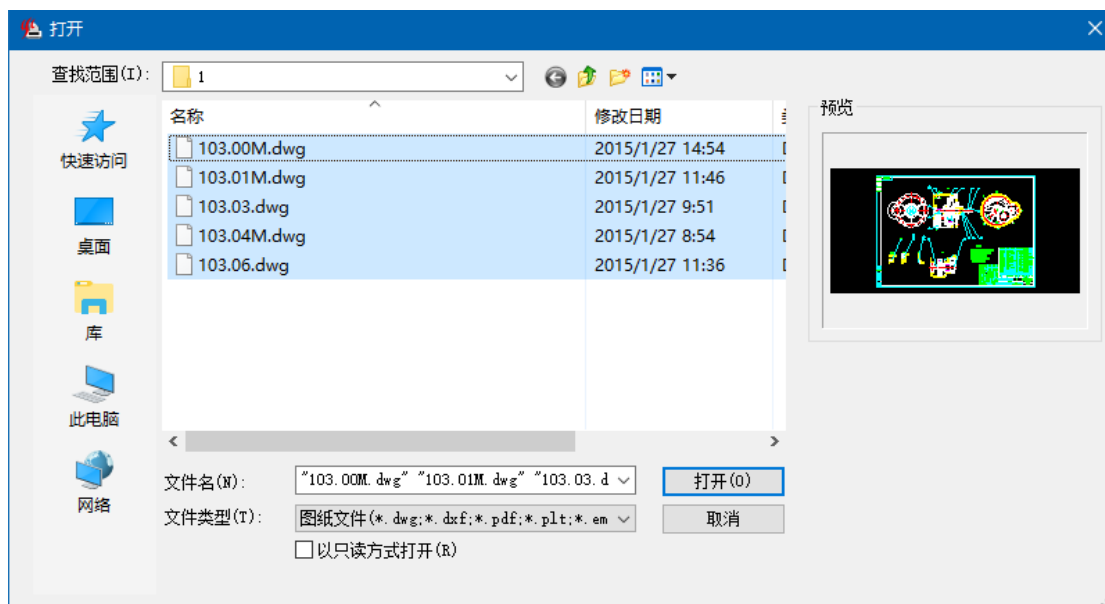 打开
查找范围(I):
1
快速访问
桌面
库
此电脑
网络
名称 修改日期
103.00M.dwg 2015/1/27 14:54
103.01M.dwg 2015/1/27 11:46
103.03.dwg 2015/1/27 9:51
103.04M.dwg 2015/1/27 8:54
103.06.dwg 2015/1/27 11:36
预览
文件名(N): "103.00M.dwg" "103.01M.dwg" "103.03.d 打开(O)
文件类型(T): 图纸文件(*.dwg;*.dxf;*.pdf;*.plt;*.em 取消
以只读方式打开(R)